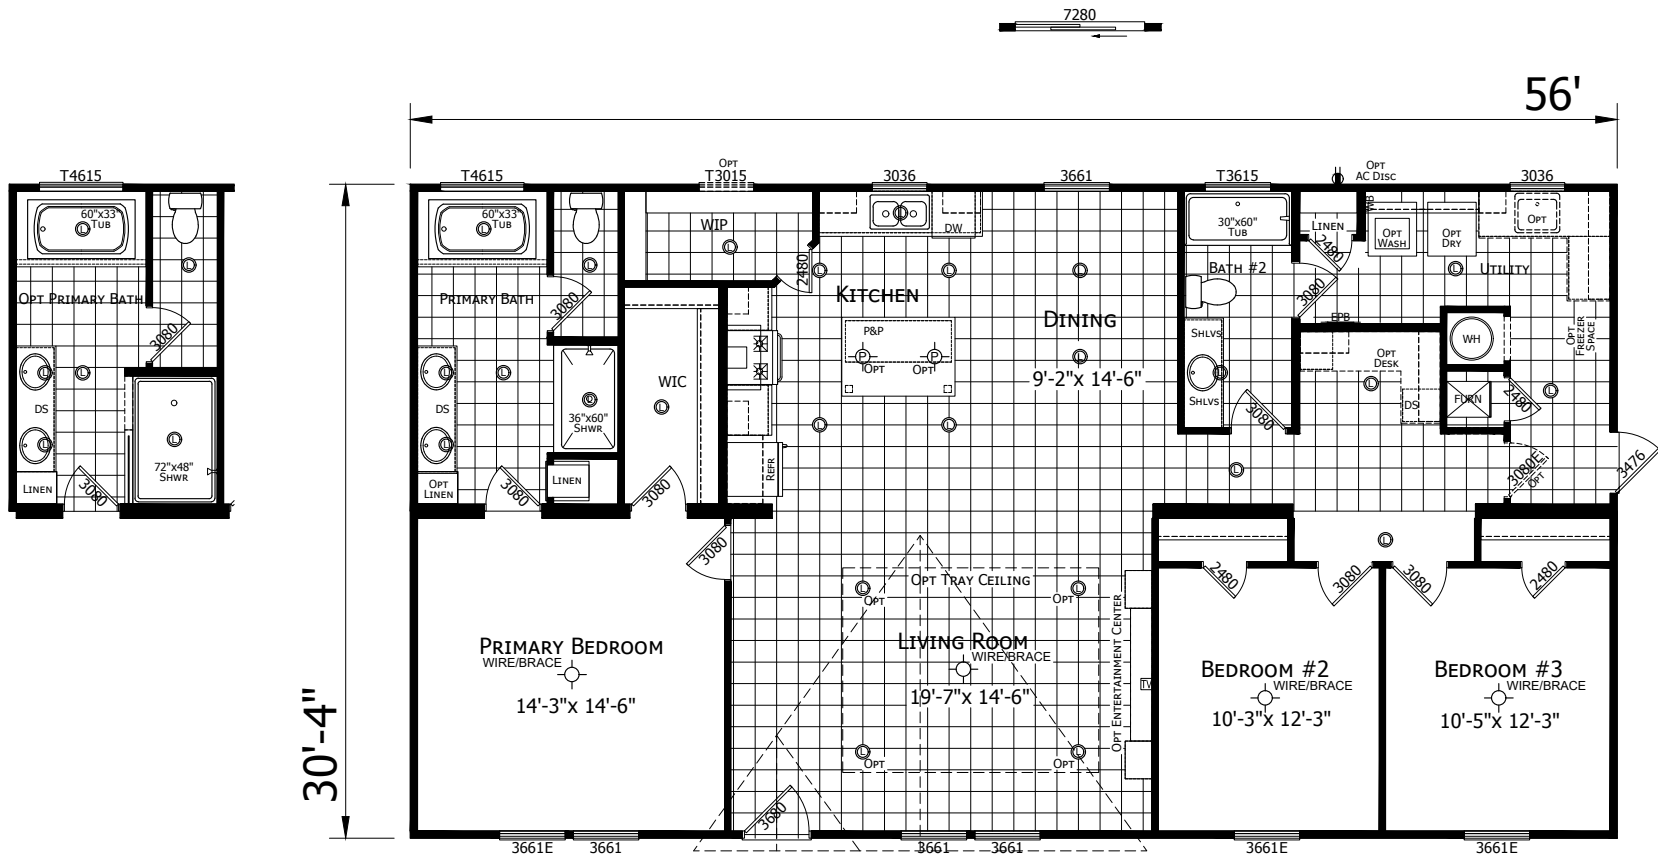 7280
56'
30'-4"
T4615
60"x33"
TUB
OPT PRIMARY BATH
3080
DS
72"x48"
SHWR
LINEN
3080
T4615
60"x33"
TUB
PRIMARY BATH
3080
DS
36"x60"
SHWR
OPT
LINEN
3080
LINEN
OPT
T3015
WIP
2480
WIC
3080
3036
DW
KITCHEN
P&P
P
P
OPT
OPT
REFR
3661
DINING
9'-2"x 14'-6"
T3615
30"x60"
TUB
BATH #2
3080
SHLVS
SHLVS
3080
LINEN
2480
OPT
AC DISC
WB
OPT
WASH
OPT
DRY
3036
OPT
UTILITY
EPB
OPT
DESK
DS
WH
FURN
2480
OPT
FREEZER
SPACE
3080E
OPT
3476
3080
PRIMARY BEDROOM
WIRE/BRACE
14'-3"x 14'-6"
OPT TRAY CEILING
OPT
OPT
LIVING ROOM
WIRE/BRACE
19'-7"x 14'-6"
OPT
OPT
OPT ENTERTAINMENT CENTER
TV
3680
2480
3080
BEDROOM #2
WIRE/BRACE
10'-3"x 12'-3"
3080
2480
BEDROOM #3
WIRE/BRACE
10'-5"x 12'-3"
3661E
3661
3661
3661
3661E
3661E